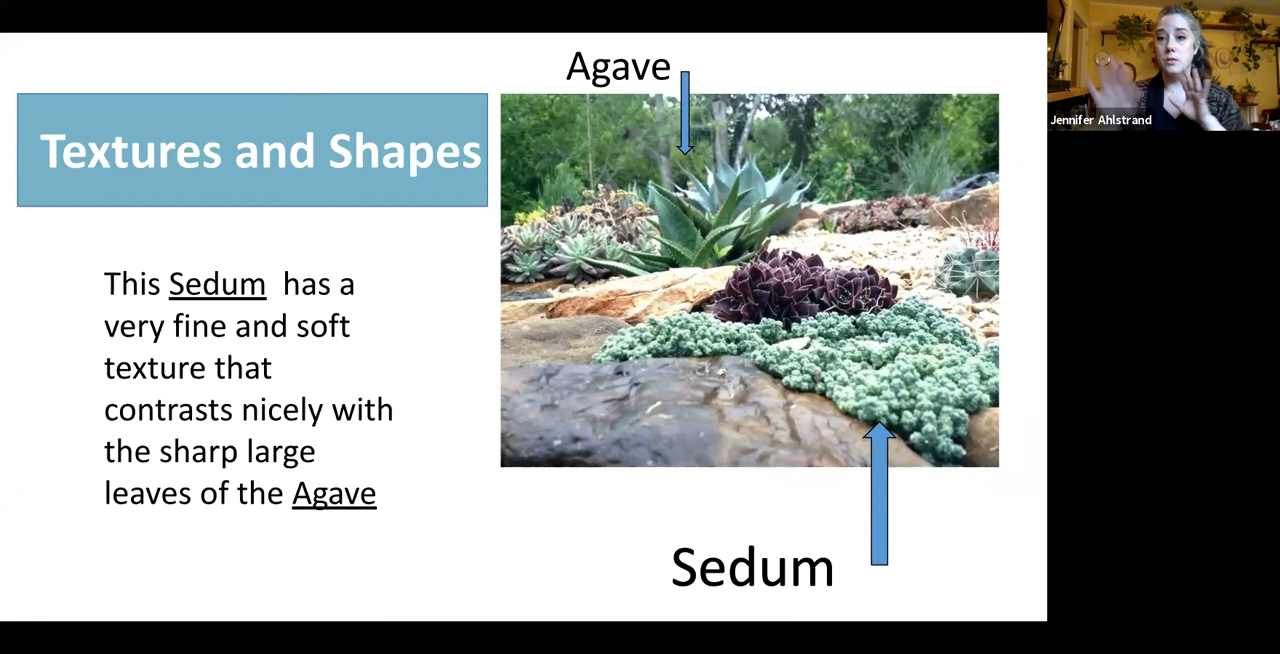 Agave
Textures and Shapes
Jennifer Ahlstrand
This Sedum has a
very fine and soft
texture that
contrasts nicely with
the sharp large
leaves of the Agave
Sedum